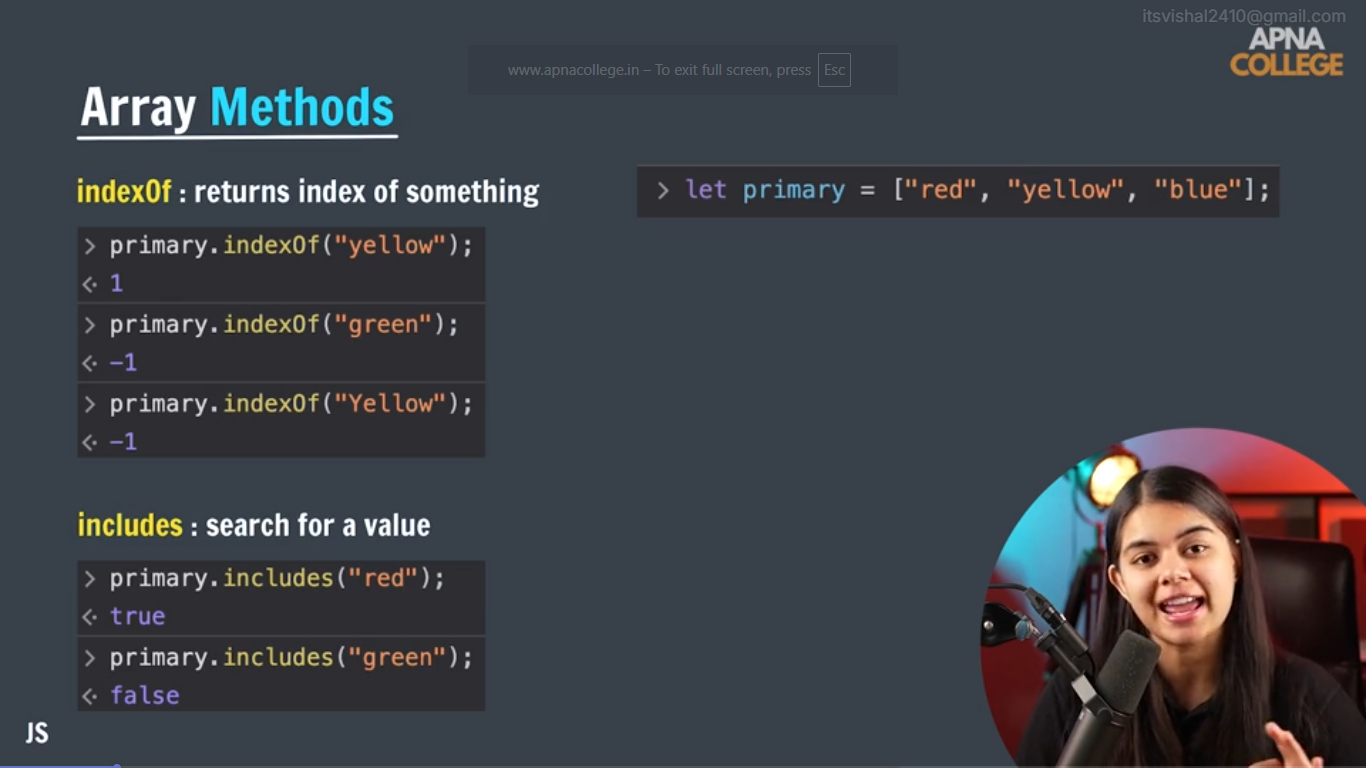 itsvishal2410@gmail.com
APNA
COLLEGE
www.apnacollege.in – To exit full screen, press Esc
Array Methods
indexOf : returns index of something
> primary.indexOf("yellow");
<· 1
> primary.indexOf("green");
<· -1
> primary.indexOf("Yellow");
<· -1
includes : search for a value
> primary.includes("red");
<· true
> primary.includes("green");
<· false
> let primary = ["red", "yellow", "blue"];
JS